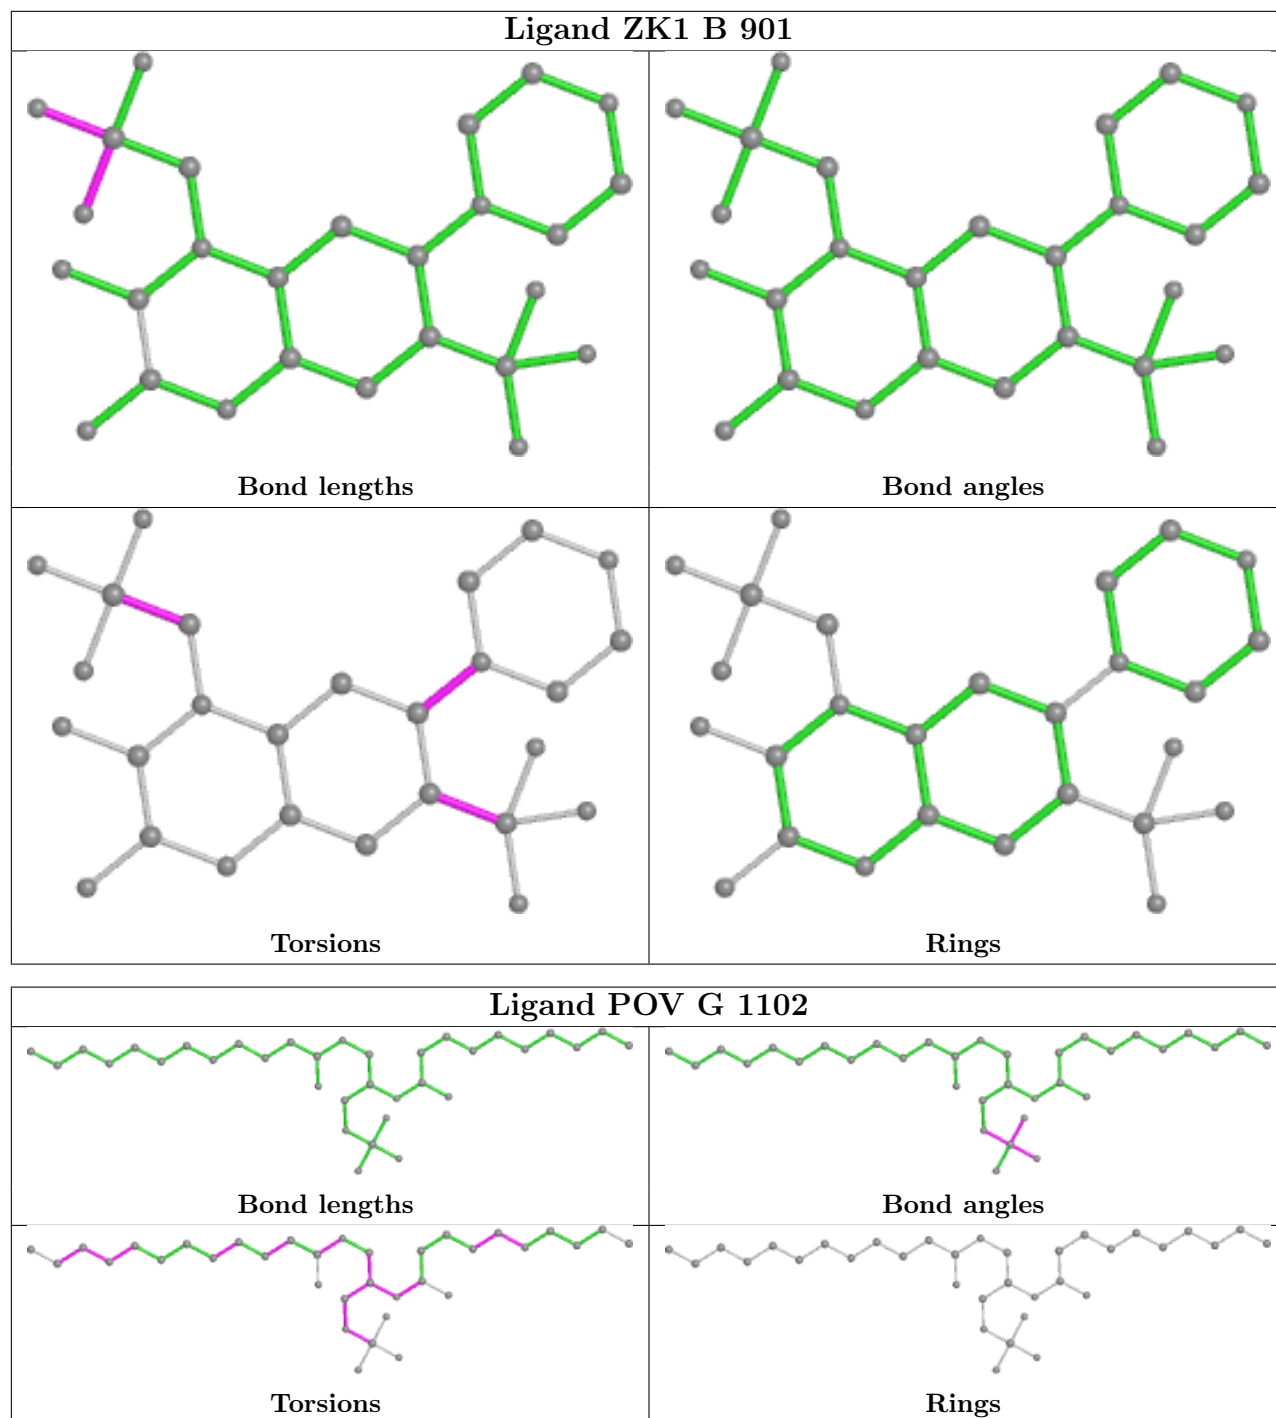 Ligand ZK1 B 901
Bond lengths
Bond angles
Torsions
Rings
Ligand POV G 1102
Bond lengths
Bond angles
Torsions
Rings